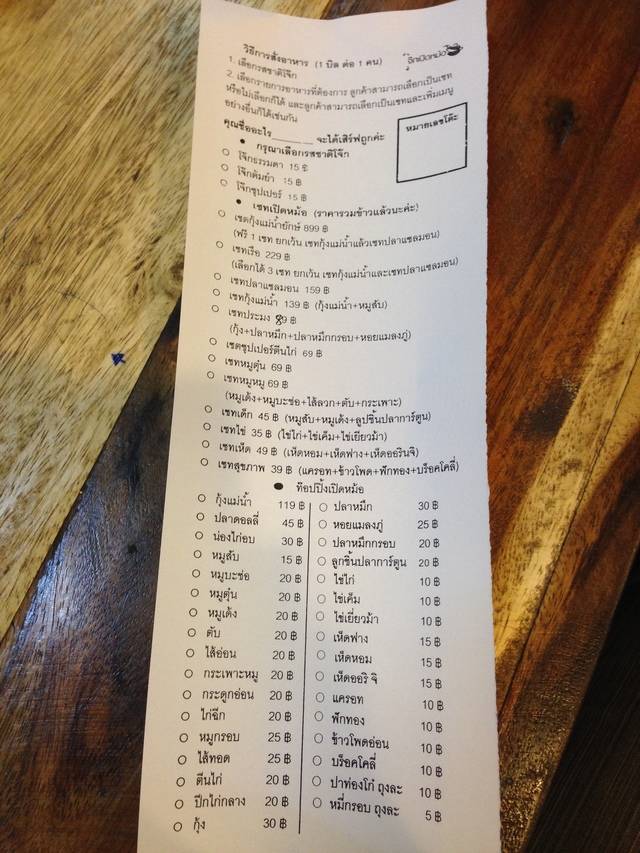 วิธีการสั่งอาหาร (1 บิล ต่อ 1 คน)
1. เลือกรสชาติโจ๊ก
2. เลือกรายการอาหารที่ต้องการ ลูกค้าสามารถเลือกเป็นเซท
หรือไม่เลือกก็ได้ และลูกค้าสามารถเลือกเป็นเซทและเพิ่มเมนู
อย่างอื่นก็ได้เช่นกัน
คุณชื่ออะไร________ จะได้เสิร์ฟถูกค่ะ
หมายเลขโต๊ะ
กรุณาเลือกรสชาติโจ๊ก
โจ๊กธรรมดา 15 ฿
โจ๊กต้มยำ 15 ฿
โจ๊กซุปเปอร์ 15 ฿
เซทเปิดหม้อ (ราคารวมข้าวแล้วนะค่ะ)
เซตกุ้งแม่น้ำยักษ์ 899 ฿
(ฟรี 1 เซท ยกเว้น เซทกุ้งแม่น้ำแล้วเซทปลาแซลมอน)
เซทเรือ 229 ฿
(เลือกได้ 3 เซท ยกเว้น เซทกุ้งแม่น้ำและเซทปลาแซลมอน)
เซทปลาแซลมอน 159 ฿
เซทกุ้งแม่น้ำ 139 ฿ (กุ้งแม่น้ำ+หมูสับ)
เซทประมง 89 ฿
(กุ้ง+ปลาหมึก+ปลาหมึกกรอบ+หอยแมลงภู่)
เซตซุปเปอร์ตีนไก่ 69 ฿
เซทหมูตุ๋น 69 ฿
เซทหมูหมู 69 ฿
(หมูเด้ง+หมูบะช่อ+ไส้ลวก+ตับ+กระเพาะ)
เซทเด็ก 45 ฿ (หมูสับ+หมูเด้ง+ลูปชิ้นปลาการ์ตูน)
เซทไข่ 35 ฿ (ไข่ไก่+ไข่เค็ม+ไข่เยี่ยวม้า)
เซทเห็ด 49 ฿ (เห็ดหอม+เห็ดฟาง+เห็ดออรินจิ)
เซทสุขภาพ 39 ฿ (แครอท+ข้าวโพด+ฟักทอง+บร็อคโคลี่)
ท๊อปปิ้งเปิดหม้อ
กุ้งแม่น้ำ 119 ฿
ปลาดอลลี่ 45 ฿
น่องไก่อบ 30 ฿
หมูสับ 15 ฿
หมูบะช่อ 20 ฿
หมูตุ๋น 20 ฿
หมูเด้ง 20 ฿
ตับ 20 ฿
ไส้อ่อน 20 ฿
กระเพาะหมู 20 ฿
กระดูกอ่อน 20 ฿
ไก่ฉีก 20 ฿
หมูกรอบ 25 ฿
ไส้ทอด 25 ฿
ตีนไก่ 20 ฿
ปีกไก่กลาง 20 ฿
กุ้ง 30 ฿
ปลาหมึก 30 ฿
หอยแมลงภู่ 25 ฿
ปลาหมึกกรอบ 20 ฿
ลูกชิ้นปลาการ์ตูน 20 ฿
ไข่ไก่ 10 ฿
ไข่เค็ม 10 ฿
ไข่เยี่ยวม้า 10 ฿
เห็ดฟาง 15 ฿
เห็ดหอม 15 ฿
เห็ดออริ จิ 15 ฿
แครอท 10 ฿
ฟักทอง 10 ฿
ข้าวโพดอ่อน 10 ฿
บร็อคโคลี่ 10 ฿
ปาท่องโก๋ ถุงละ 10 ฿
หมี่กรอบ ถุงละ 5 ฿